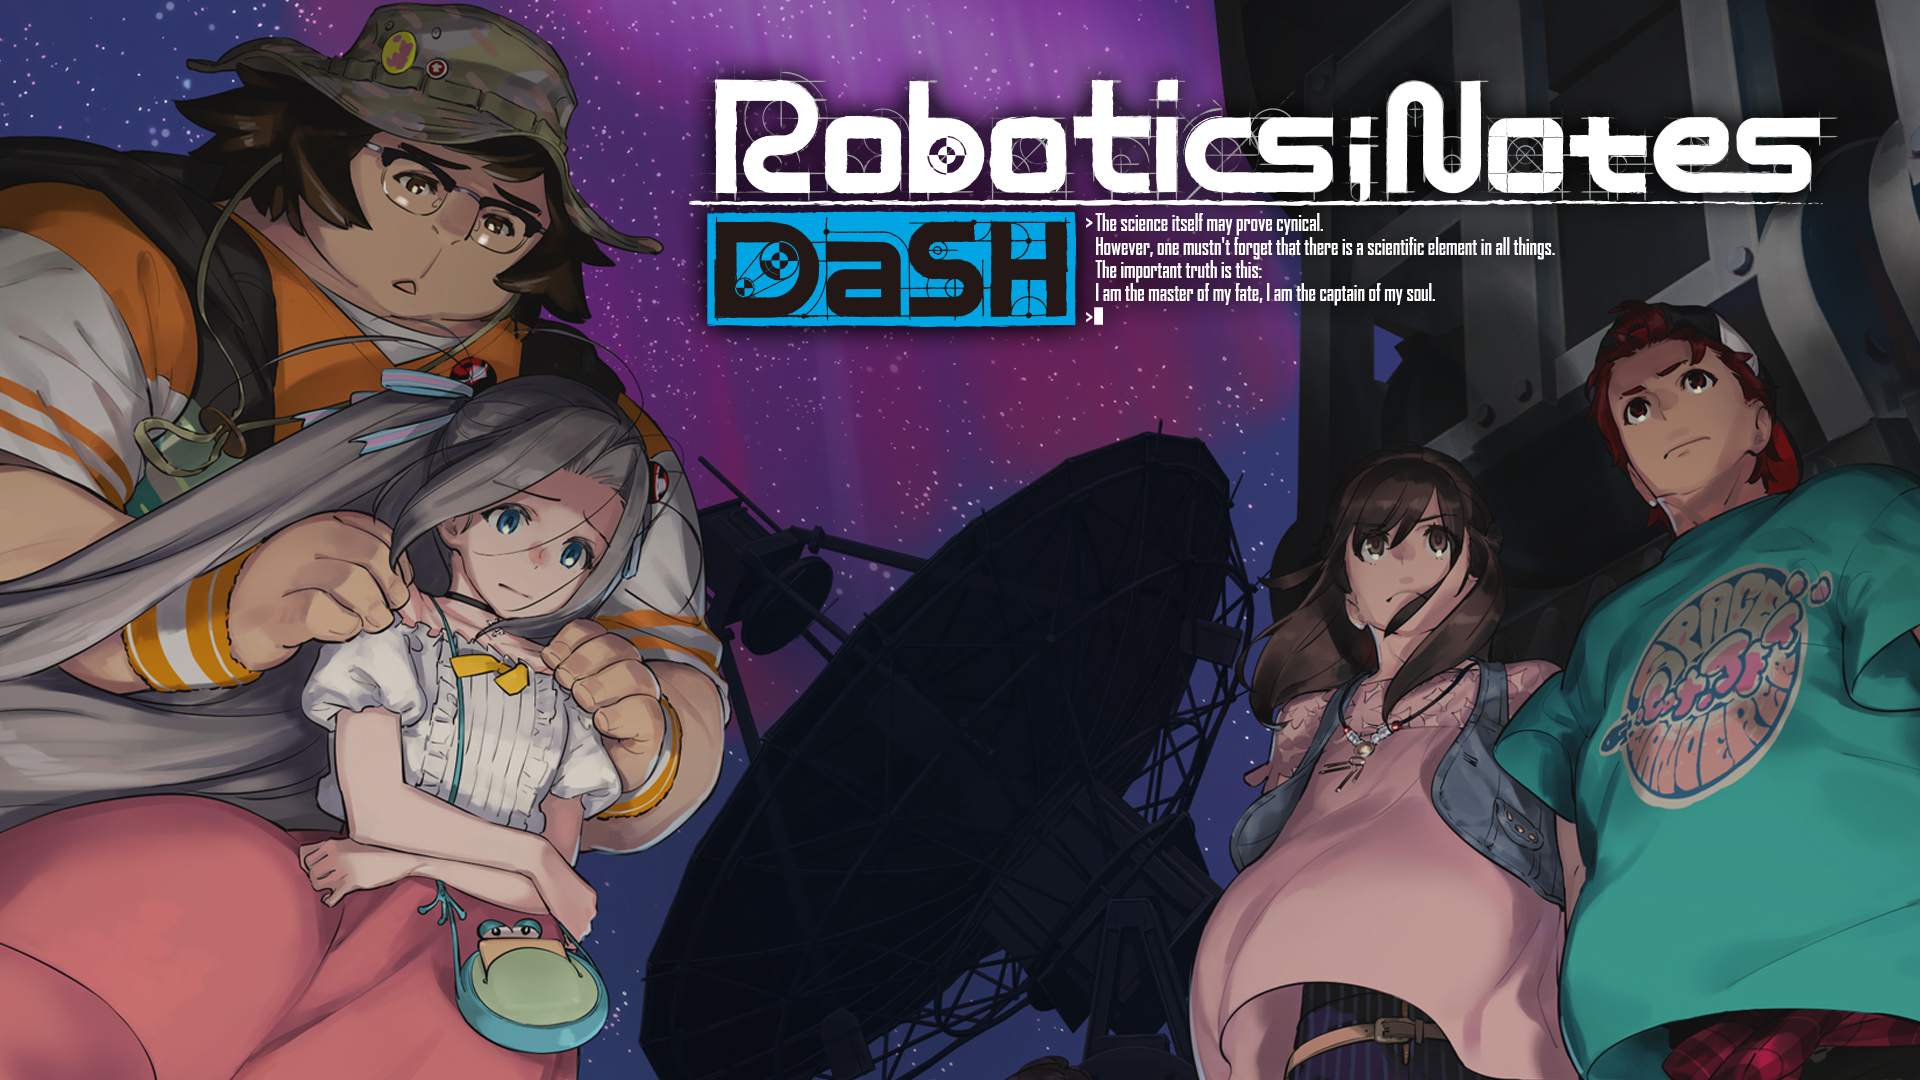 Robotics;Notes
DaSH
>The science itself may prove cynical.
However, one mustn't forget that there is a scientific element in all things.
The important truth is this:
I am the master of my fate, I am the captain of my soul.
>